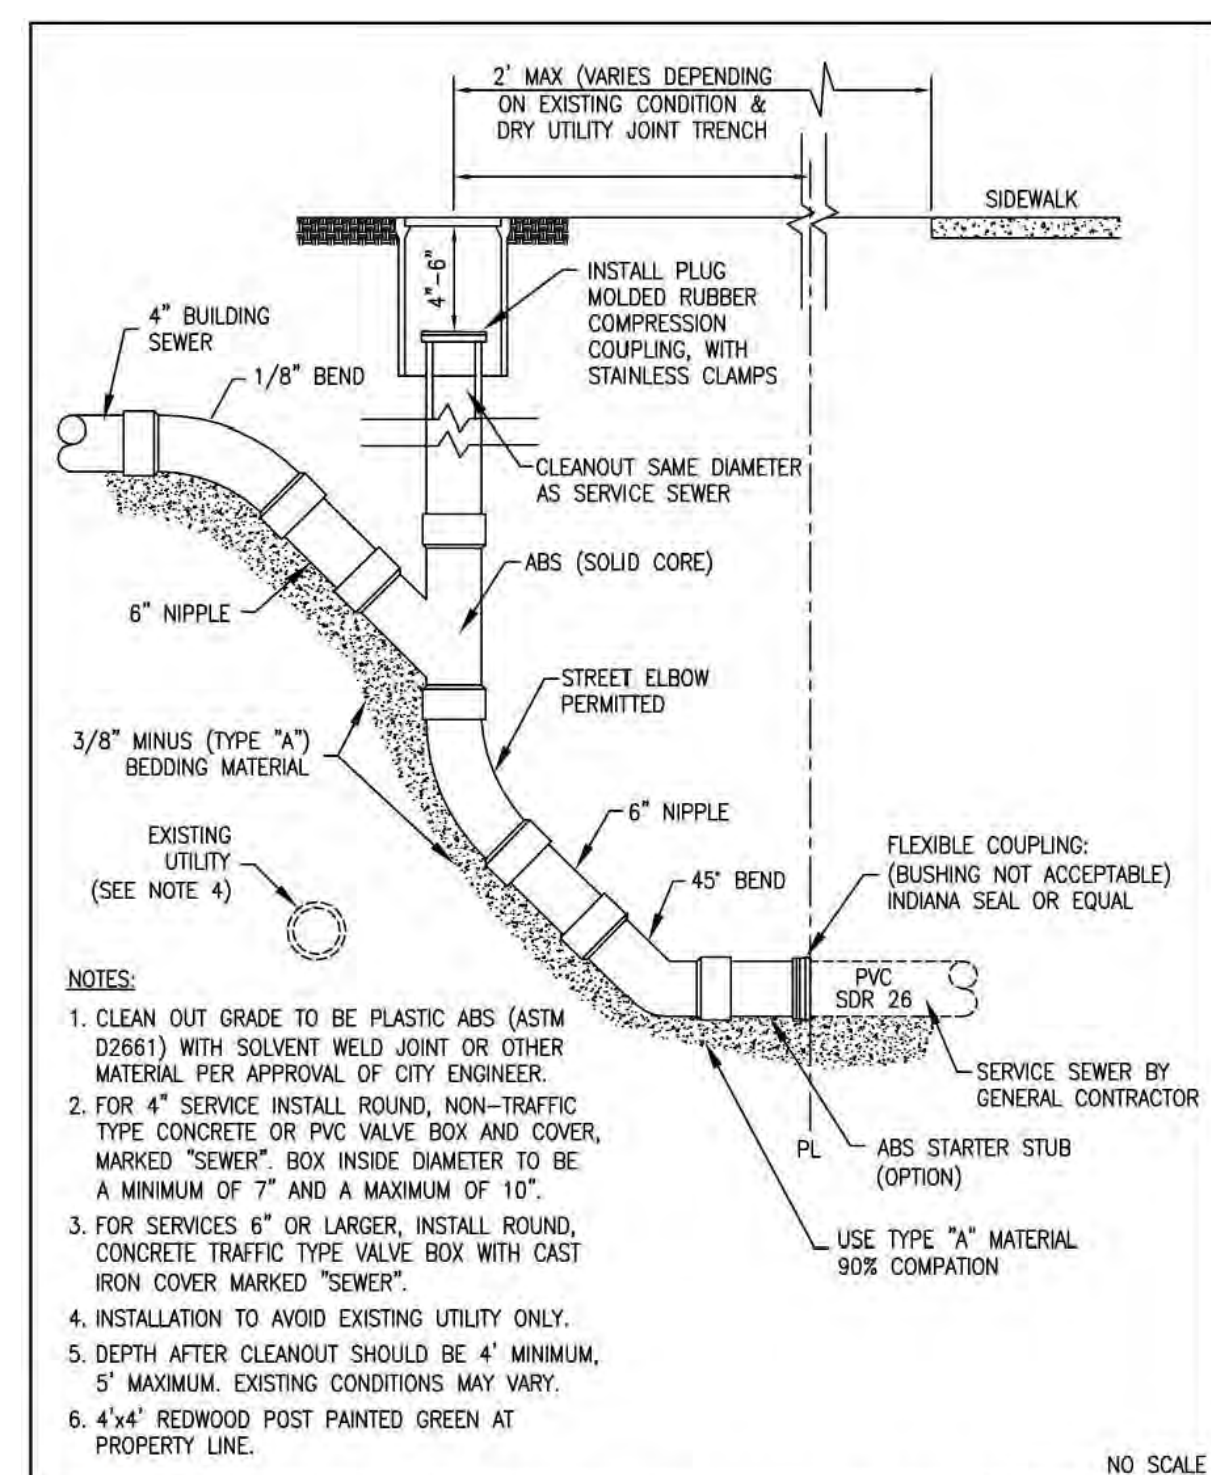 2' MAX (VARIES DEPENDING
ON EXISTING CONDITION &
DRY UTILITY JOINT TRENCH
SIDEWALK
4"-6"
INSTALL PLUG
MOLDED RUBBER
COMPRESSION
COUPLING, WITH
STAINLESS CLAMPS
4" BUILDING
SEWER
1/8" BEND
CLEANOUT SAME DIAMETER
AS SERVICE SEWER
ABS (SOLID CORE)
6" NIPPLE
STREET ELBOW
PERMITTED
3/8" MINUS (TYPE "A")
BEDDING MATERIAL
6" NIPPLE
EXISTING
UTILITY
(SEE NOTE 4)
45° BEND
FLEXIBLE COUPLING:
(BUSHING NOT ACCEPTABLE)
INDIANA SEAL OR EQUAL
PVC
SDR 26
SERVICE SEWER BY
GENERAL CONTRACTOR
PL
ABS STARTER STUB
(OPTION)
USE TYPE "A" MATERIAL
90% COMPATION
NOTES:
1. CLEAN OUT GRADE TO BE PLASTIC ABS (ASTM
D2661) WITH SOLVENT WELD JOINT OR OTHER
MATERIAL PER APPROVAL OF CITY ENGINEER.
2. FOR 4" SERVICE INSTALL ROUND, NON-TRAFFIC
TYPE CONCRETE OR PVC VALVE BOX AND COVER,
MARKED "SEWER". BOX INSIDE DIAMETER TO BE
A MINIMUM OF 7" AND A MAXIMUM OF 10".
3. FOR SERVICES 6" OR LARGER, INSTALL ROUND,
CONCRETE TRAFFIC TYPE VALVE BOX WITH CAST
IRON COVER MARKED "SEWER".
4. INSTALLATION TO AVOID EXISTING UTILITY ONLY.
5. DEPTH AFTER CLEANOUT SHOULD BE 4' MINIMUM,
5' MAXIMUM. EXISTING CONDITIONS MAY VARY.
6. 4'x4' REDWOOD POST PAINTED GREEN AT
PROPERTY LINE.
NO SCALE